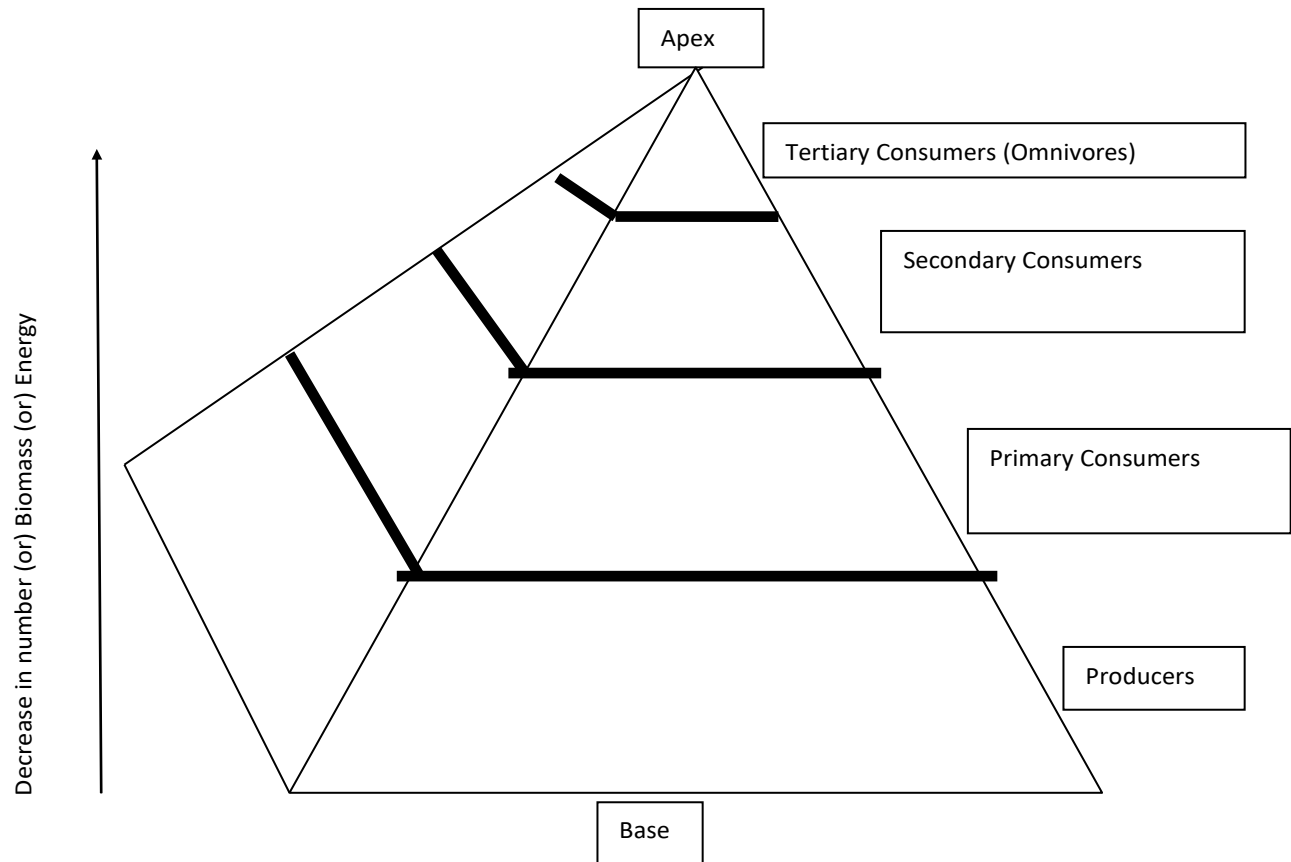 Apex
Tertiary Consumers (Omnivores)
Secondary Consumers
Decrease in number (or) Biomass (or) Energy
Primary Consumers
Producers
Base